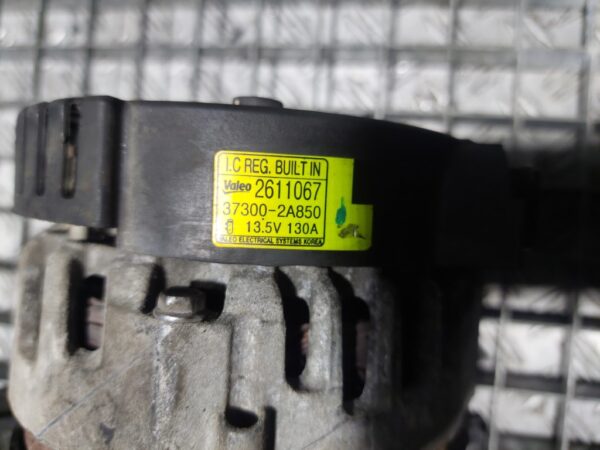 I.C REG. BUILT IN
Valeo 2611067
37300-2A850
13.5V 130A
VALEO ELECTRICAL SYSTEMS KOREA